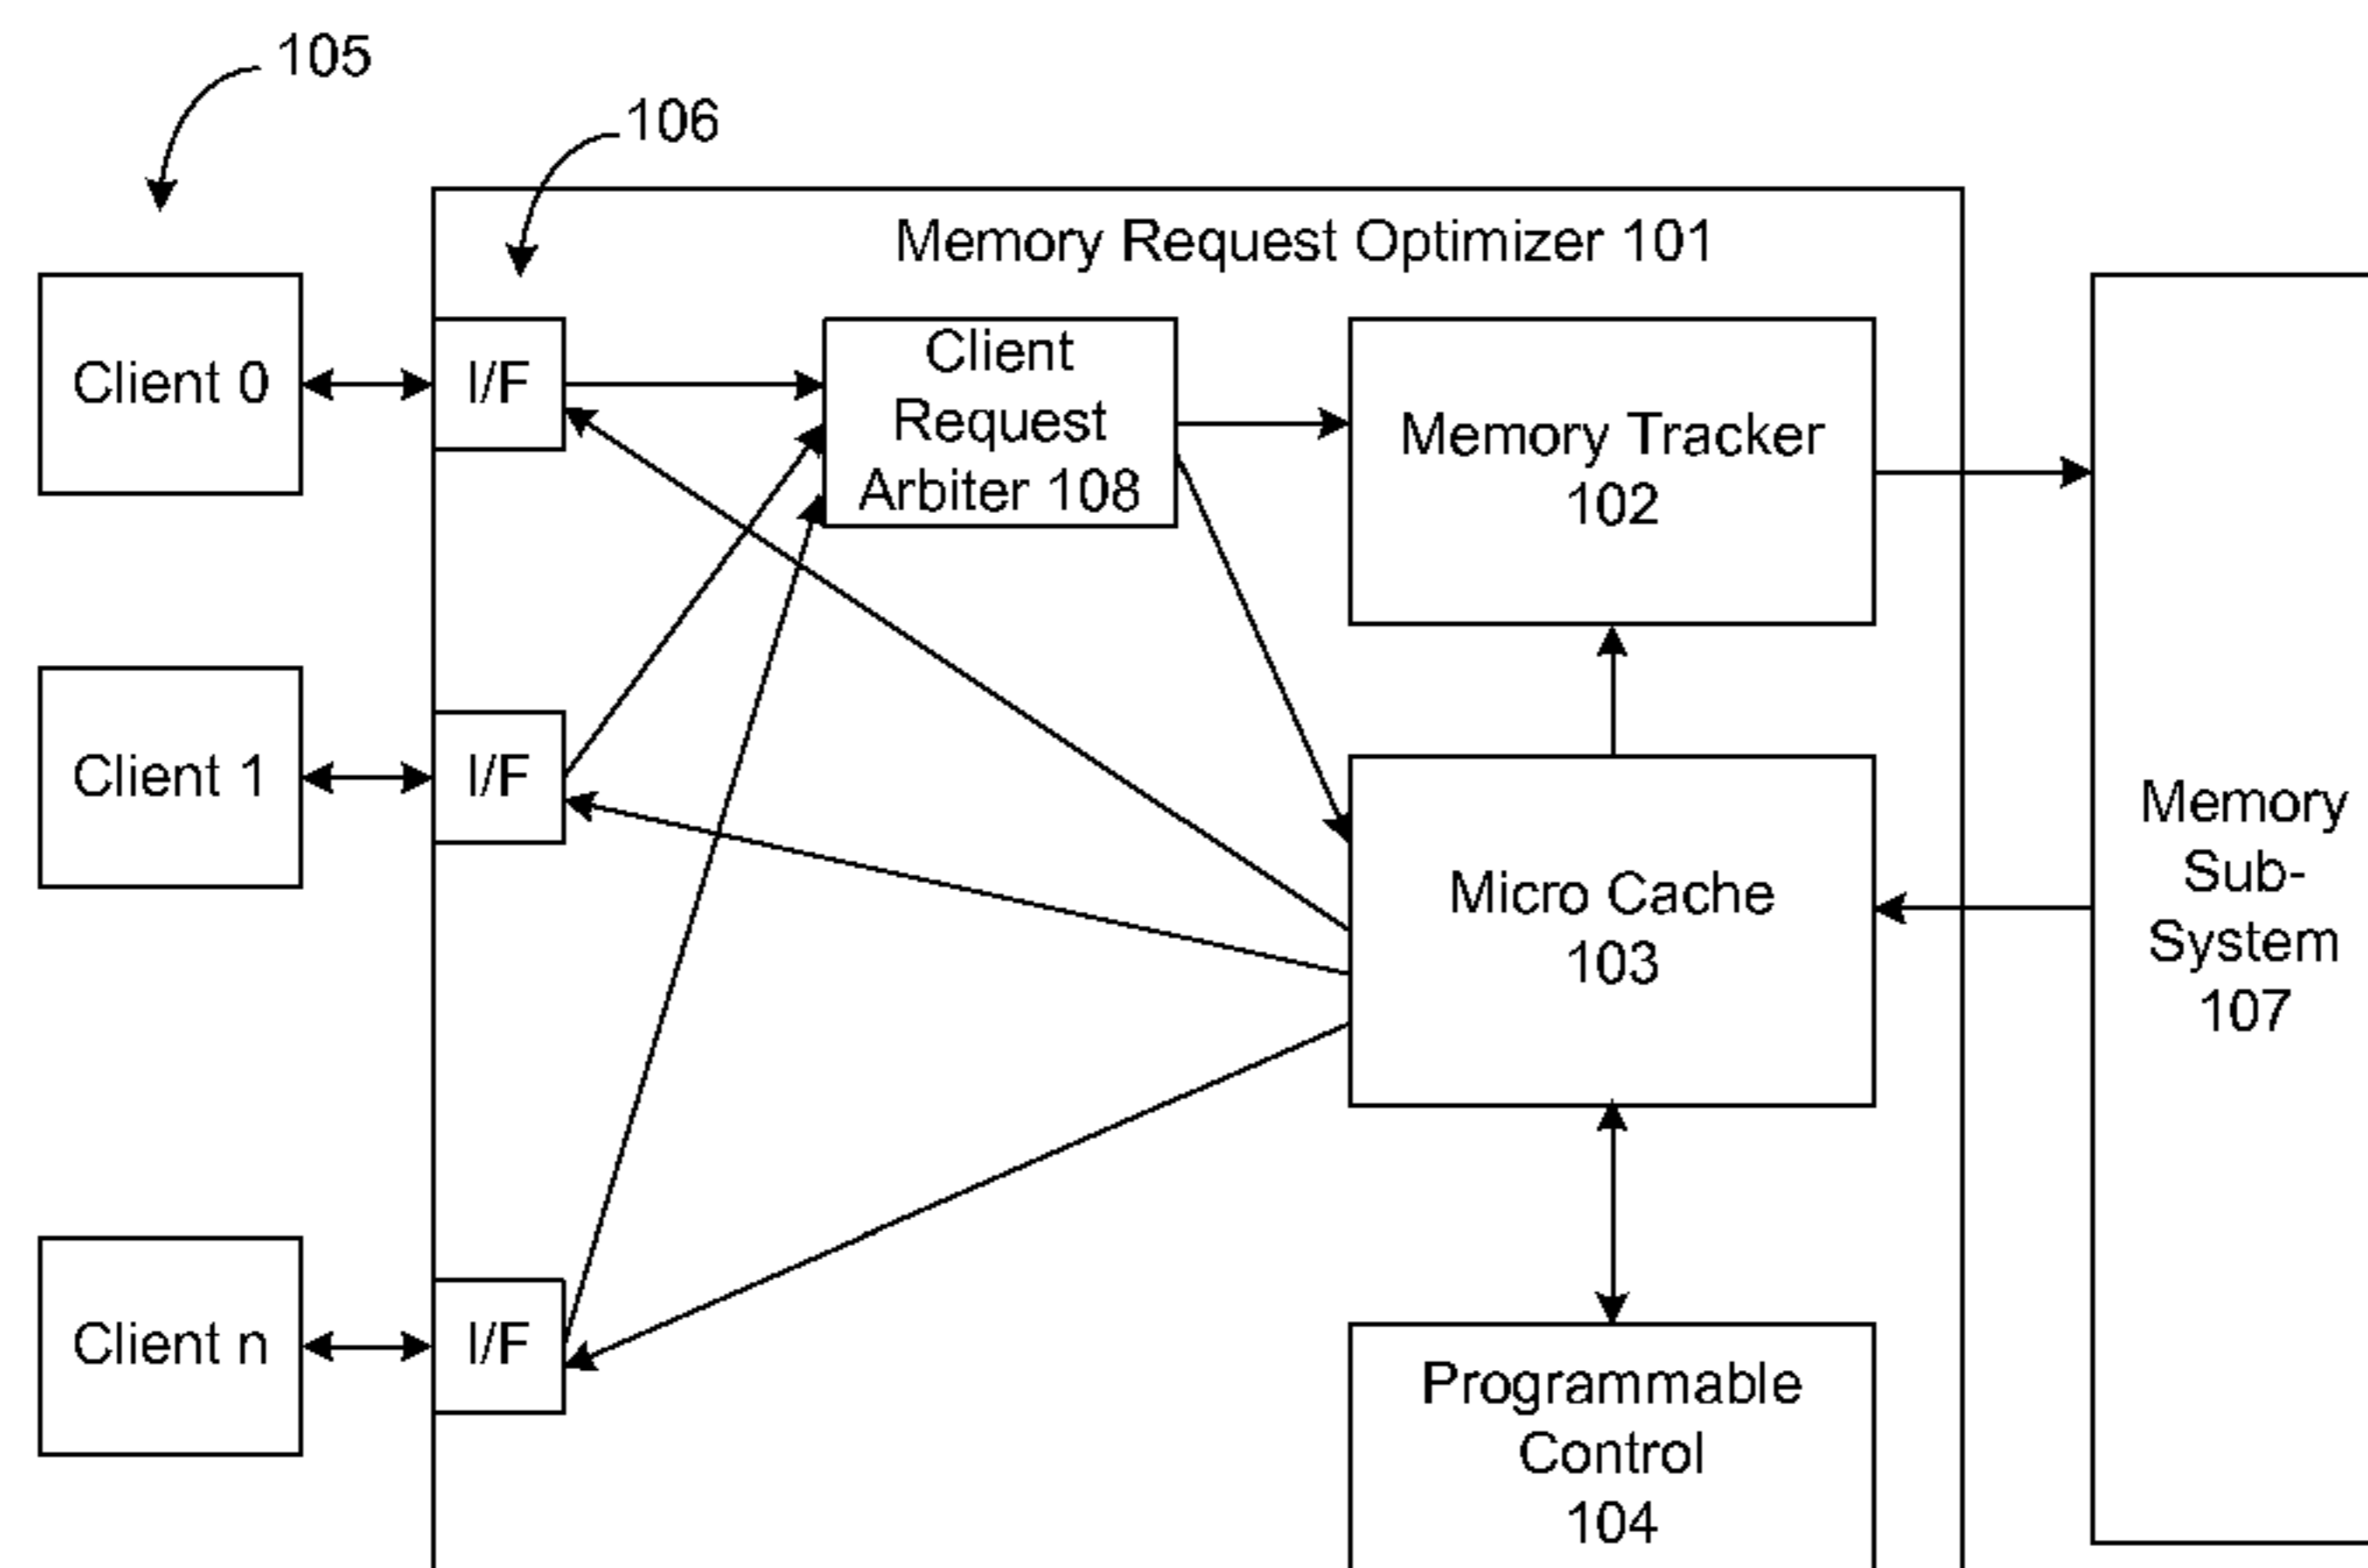 105
106
Memory Request Optimizer 101
Client 0
I/F
Client
Request
Arbiter 108
Memory Tracker
102
Client 1
I/F
Micro Cache
103
Memory
Sub-
System
107
Client n
I/F
Programmable
Control
104